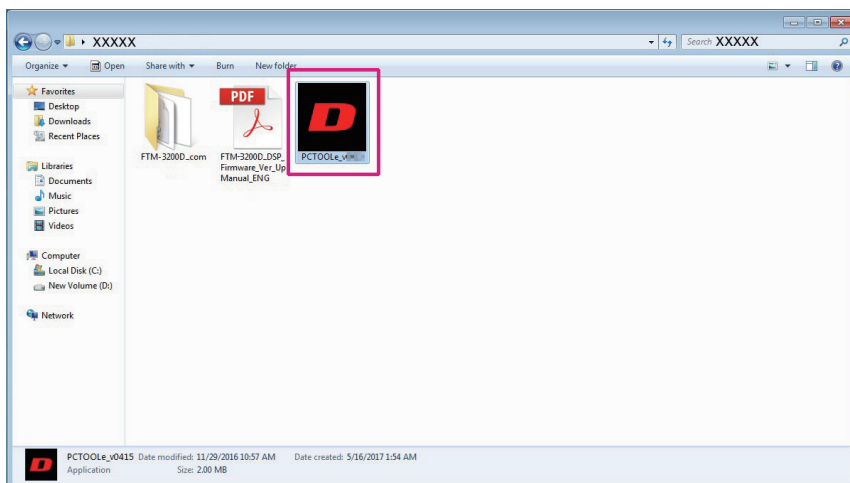 XXXXX
Search XXXXX
Organize Open Share with Burn New folder
Favorites
Desktop
Downloads
Recent Places
Libraries
Documents
Music
Pictures
Videos
Computer
Local Disk (C:)
New Volume (D:)
Network
FTM-3200D_com
PDF
FTM-3200D_DSP_
Firmware_Ver_Up
Manual_ENG
D
PCTOOLe_v
D
PCTOOLe_v0415 Date modified: 11/29/2016 10:57 AM Date created: 5/16/2017 1:54 AM
Application Size: 2.00 MB